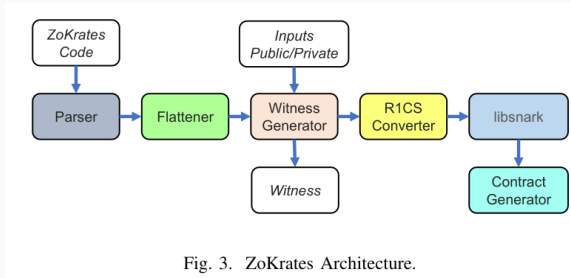 ZoKrates
Code
Inputs
Public/Private
Parser
Flattener
Witness
Generator
R1CS
Converter
libsnark
Witness
Contract
Generator
Fig. 3. ZoKrates Architecture.